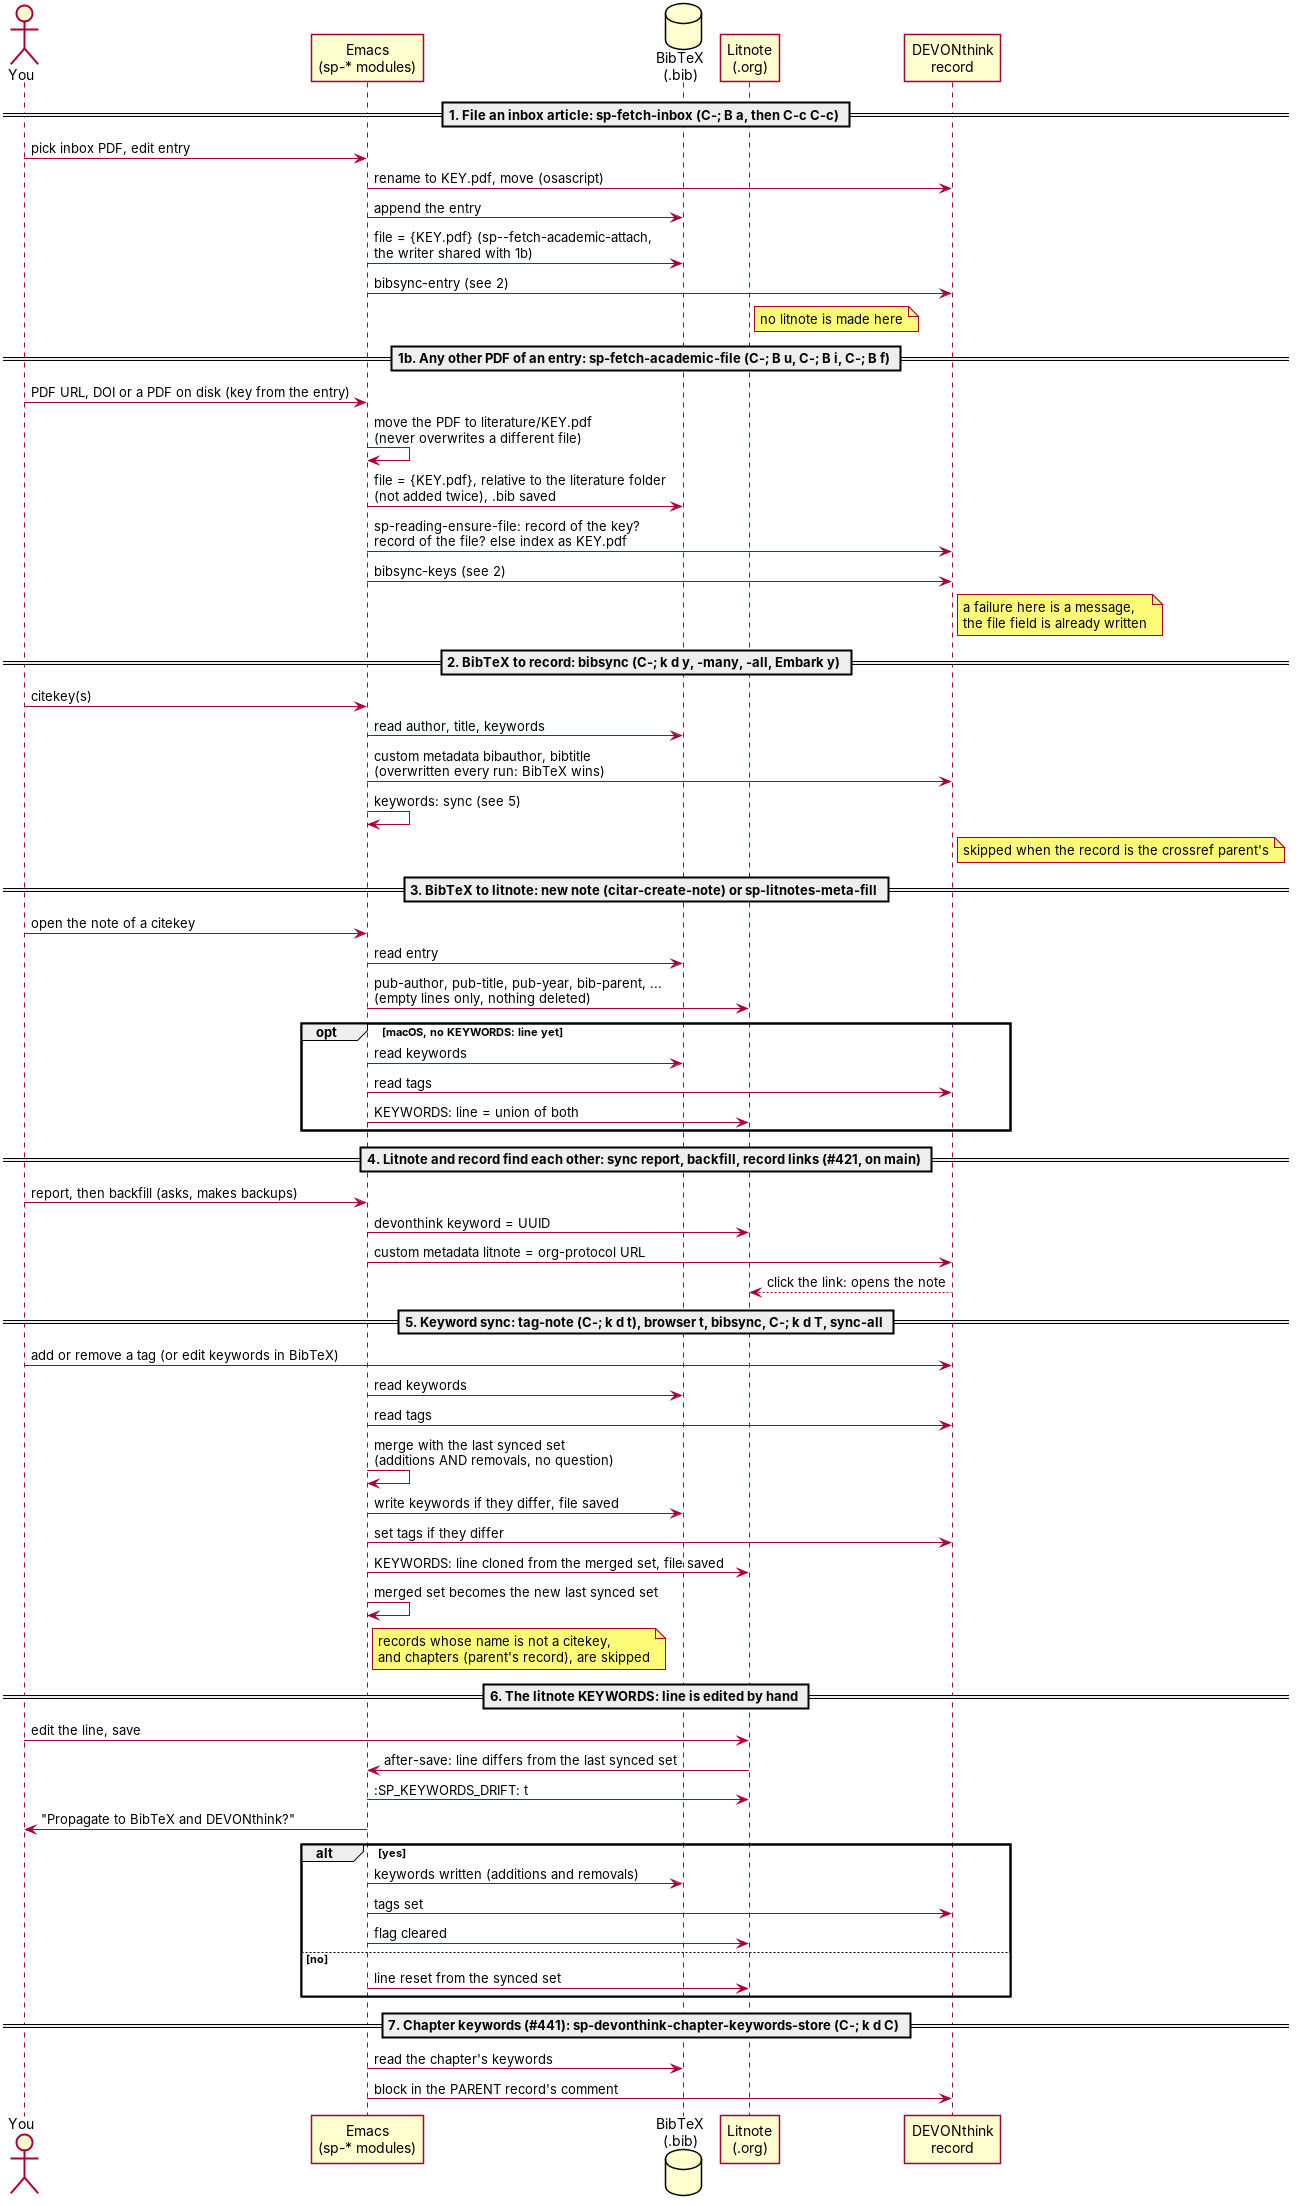 You
Emacs
(sp-* modules)
BibTeX
(.bib)
Litnote
(.org)
DEVONthink
record
1. File an inbox article: sp-fetch-inbox (C-; B a, then C-c C-c)
pick inbox PDF, edit entry
rename to KEY.pdf, move (osascript)
append the entry
file = {KEY.pdf} (sp--fetch-academic-attach,
the writer shared with 1b)
bibsync-entry (see 2)
no litnote is made here
1b. Any other PDF of an entry: sp-fetch-academic-file (C-; B u, C-; B i, C-; B f)
PDF URL, DOI or a PDF on disk (key from the entry)
move the PDF to literature/KEY.pdf
(never overwrites a different file)
file = {KEY.pdf}, relative to the literature folder
(not added twice), .bib saved
sp-reading-ensure-file: record of the key?
record of the file? else index as KEY.pdf
bibsync-keys (see 2)
a failure here is a message,
the file field is already written
2. BibTeX to record: bibsync (C-; k d y, -many, -all, Embark y)
citekey(s)
read author, title, keywords
custom metadata bibauthor, bibtitle
(overwritten every run: BibTeX wins)
keywords: sync (see 5)
skipped when the record is the crossref parent's
3. BibTeX to litnote: new note (citar-create-note) or sp-litnotes-meta-fill
open the note of a citekey
read entry
pub-author, pub-title, pub-year, bib-parent, ...
(empty lines only, nothing deleted)
opt
[macOS, no KEYWORDS: line yet]
read keywords
read tags
KEYWORDS: line = union of both
4. Litnote and record find each other: sync report, backfill, record links (#421, on main)
report, then backfill (asks, makes backups)
devonthink keyword = UUID
custom metadata litnote = org-protocol URL
click the link: opens the note
5. Keyword sync: tag-note (C-; k d t), browser t, bibsync, C-; k d T, sync-all
add or remove a tag (or edit keywords in BibTeX)
read keywords
read tags
merge with the last synced set
(additions AND removals, no question)
write keywords if they differ, file saved
set tags if they differ
KEYWORDS: line cloned from the merged set, file saved
merged set becomes the new last synced set
records whose name is not a citekey,
and chapters (parent's record), are skipped
6. The litnote KEYWORDS: line is edited by hand
edit the line, save
after-save: line differs from the last synced set
:SP_KEYWORDS_DRIFT: t
"Propagate to BibTeX and DEVONthink?"
alt
[yes]
keywords written (additions and removals)
tags set
flag cleared
[no]
line reset from the synced set
7. Chapter keywords (#441): sp-devonthink-chapter-keywords-store (C-; k d C)
read the chapter's keywords
block in the PARENT record's comment
You
Emacs
(sp-* modules)
BibTeX
(.bib)
Litnote
(.org)
DEVONthink
record